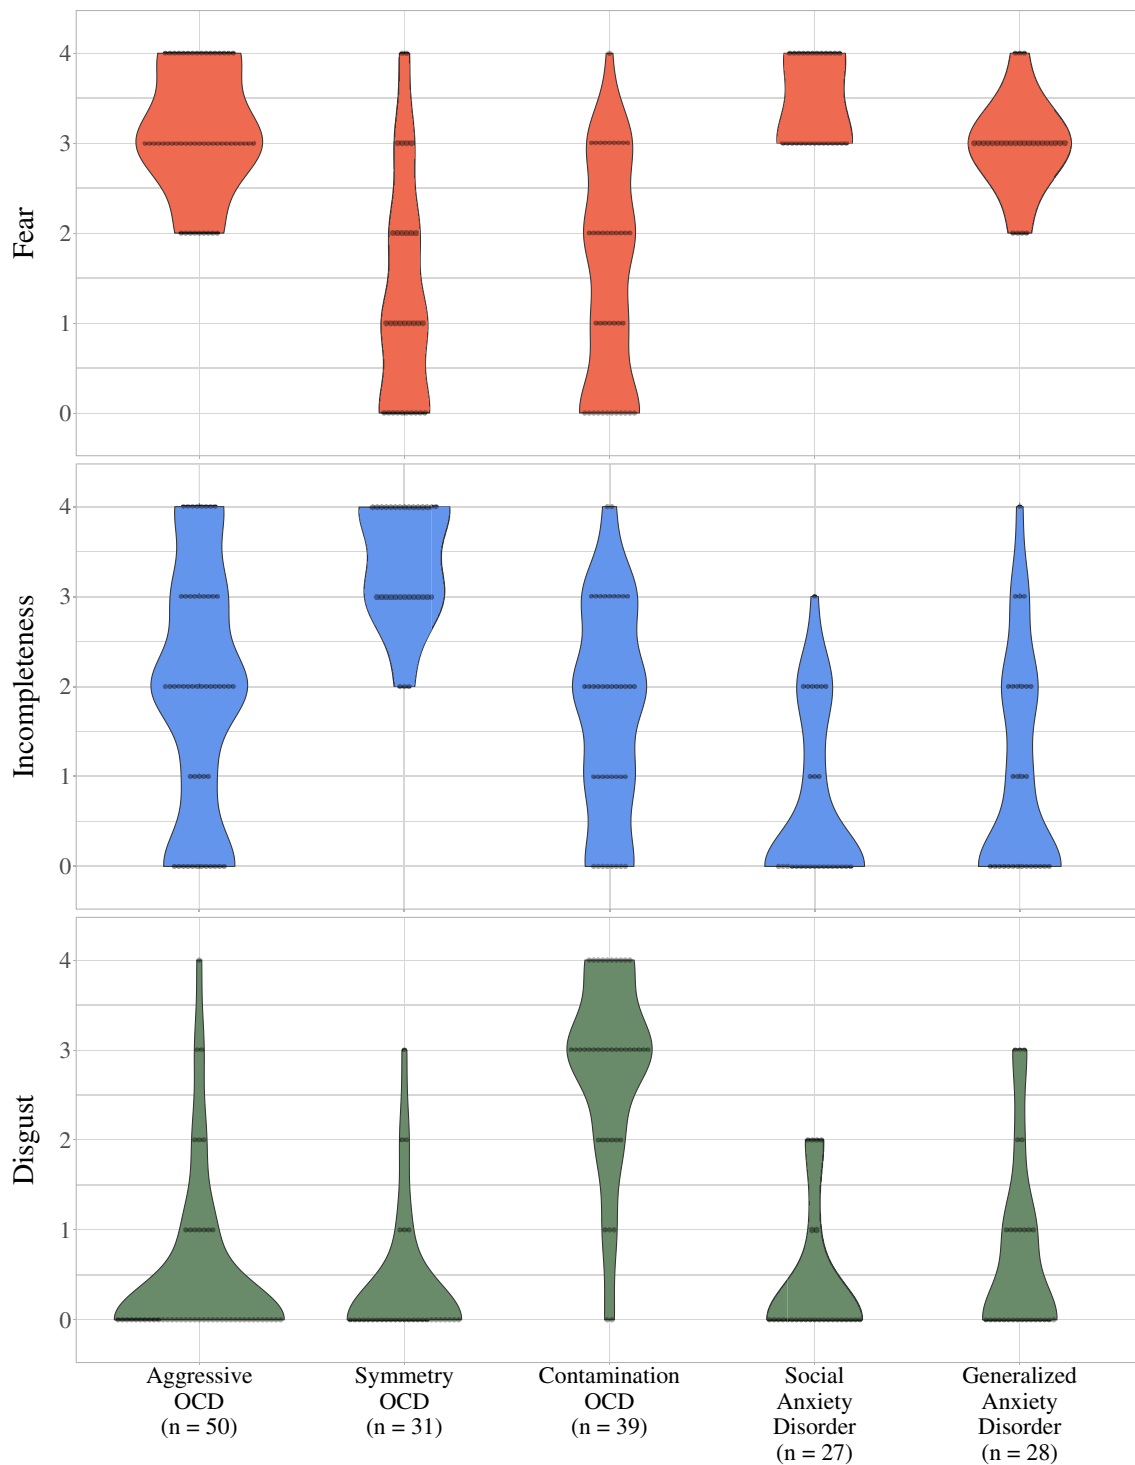 Fear
4
3
2
1
0
Incompleteness
4
3
2
1
0
Disgust
4
3
2
1
0
Aggressive
OCD
(n = 50)
Symmetry
OCD
(n = 31)
Contamination
OCD
(n = 39)
Social
Anxiety
Disorder
(n = 27)
Generalized
Anxiety
Disorder
(n = 28)